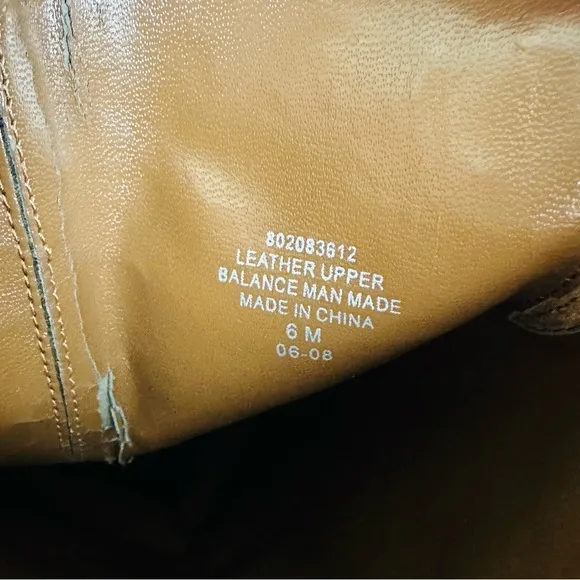 802083612
LEATHER UPPER
BALANCE MAN MADE
MADE IN CHINA
6 M
06-08